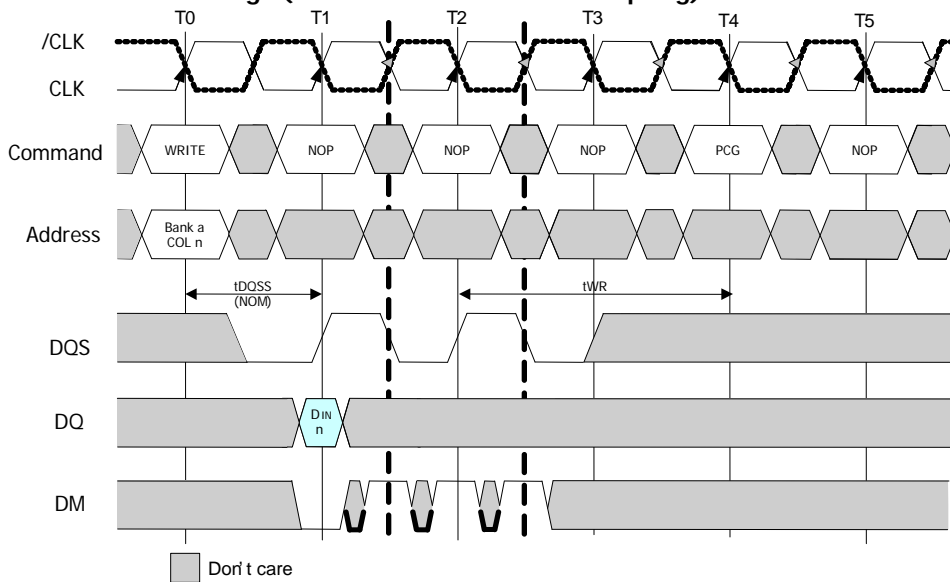 T0 T1 T2 T3 T4 T5
/CLK
CLK
Command WRITE NOP NOP NOP PCG NOP
Address Bank a
COL n
tDQSS
(NOM)
tWR
DQS
DQ DIN
n
DM
Don't care